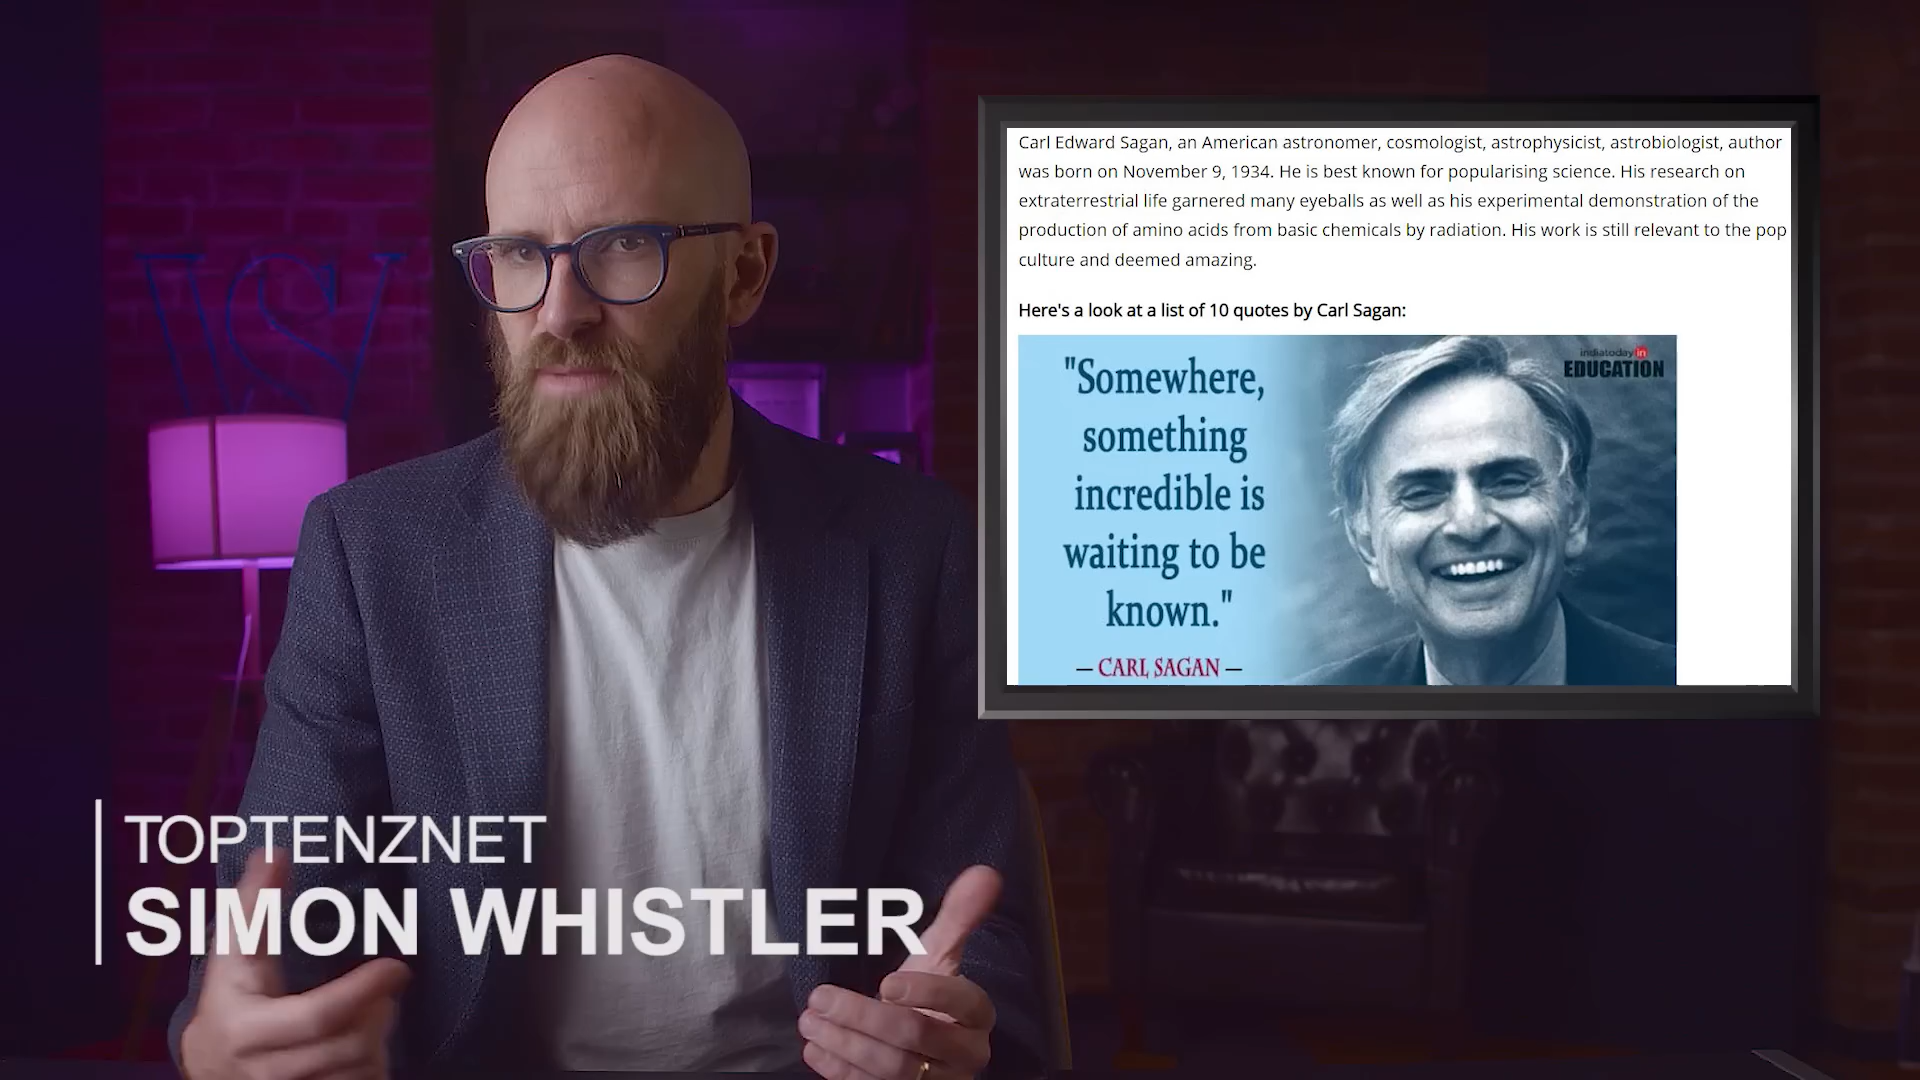 Carl Edward Sagan, an American astronomer, cosmologist, astrophysicist, astrobiologist, author
was born on November 9, 1934. He is best known for popularising science. His research on
extraterrestrial life garnered many eyeballs as well as his experimental demonstration of the
production of amino acids from basic chemicals by radiation. His work is still relevant to the pop
culture and deemed amazing.
Here's a look at a list of 10 quotes by Carl Sagan:
indiatoday in
EDUCATION
"Somewhere,
something
incredible is
waiting to be
known."
— CARL SAGAN —
TOPTENZNET
SIMON WHISTLER